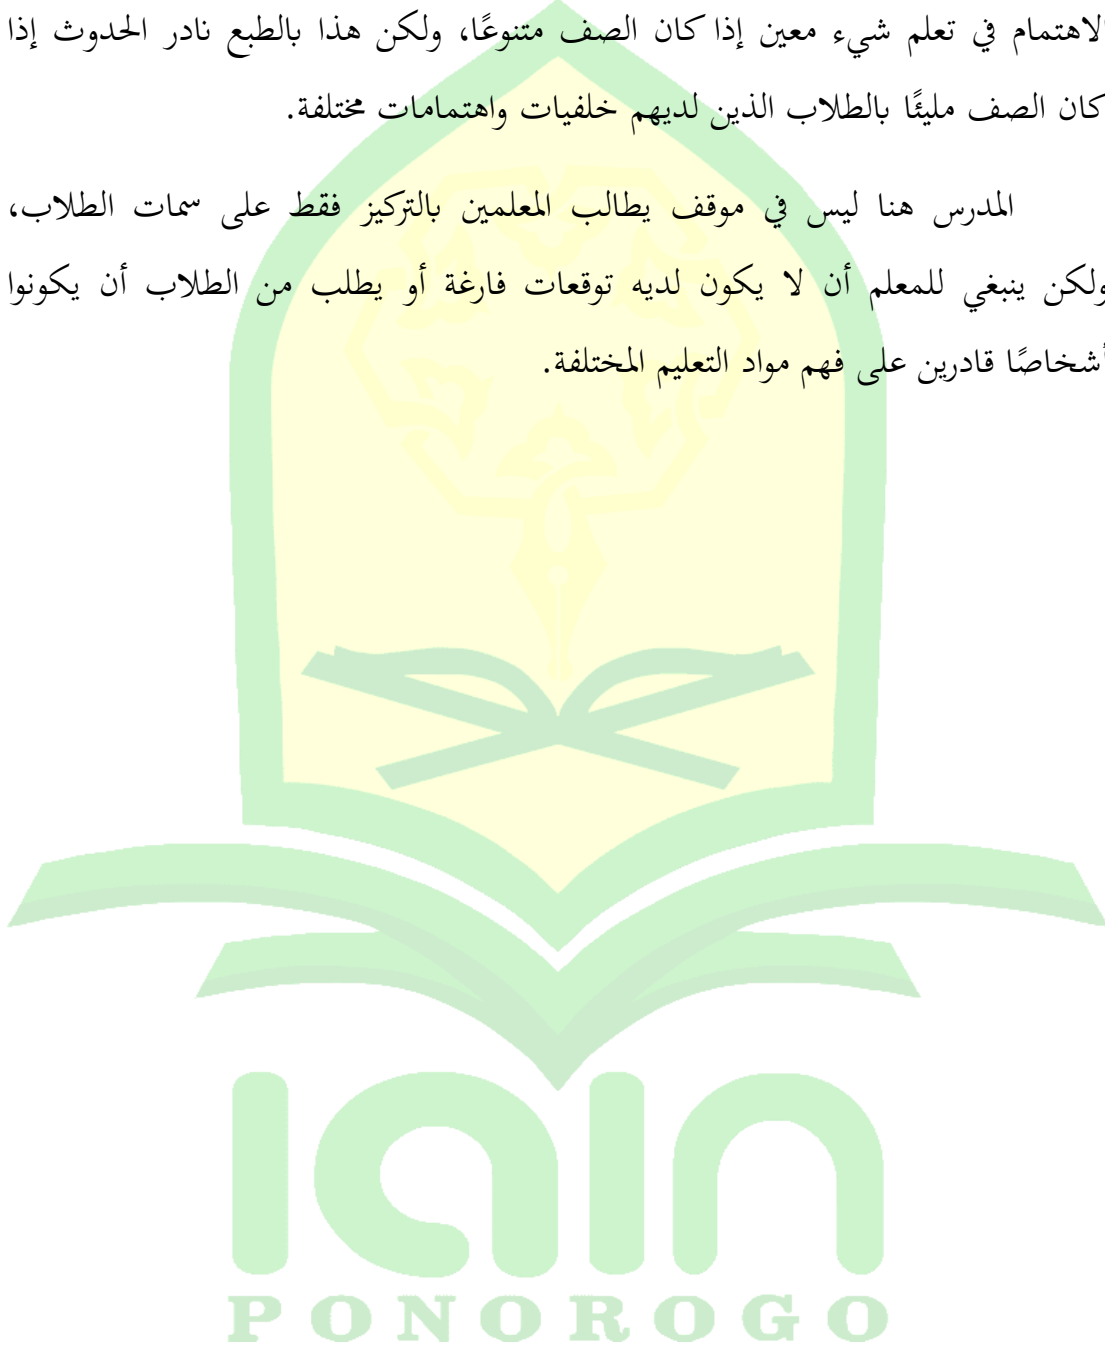 الاهتمام في تعلم شيء معين إذا كان الصف متنوعًا، ولكن هذا بالطبع نادر الحدوث إذا
كان الصف مليئًا بالطلاب الذين لديهم خلفيات واهتمامات مختلفة.
المدرس هنا ليس في موقف يطالب المعلمين بالتركيز فقط على سمات الطلاب،
ولكن ينبغي للمعلم أن لا يكون لديه توقعات فارغة أو يطلب من الطلاب أن يكونوا
أشخاصًا قادرين على فهم مواد التعليم المختلفة.
iain
PONOROGO